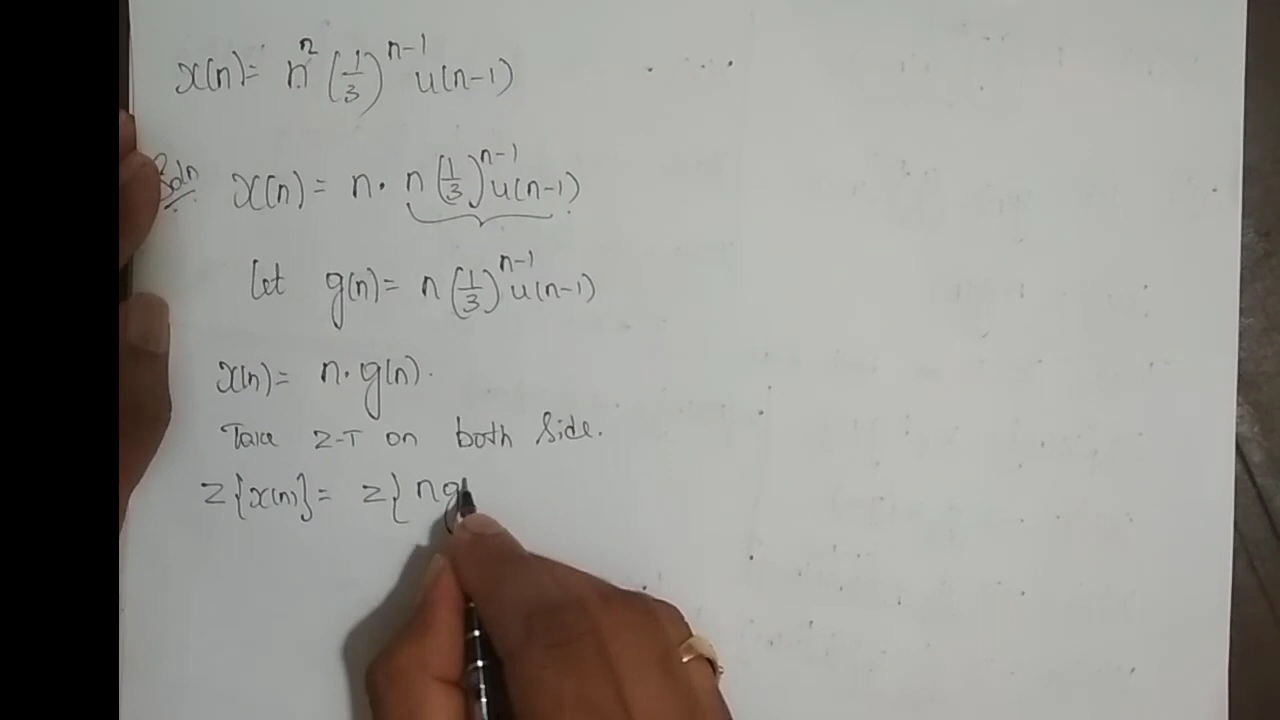 x(n) = n² (1/3)ⁿ⁻¹ u(n-1)
Soln x(n) = n · n (1/3)ⁿ⁻¹ u(n-1)
Let g(n) = n (1/3)ⁿ⁻¹ u(n-1)
x(n) = n · g(n) .
Take Z-T on both Side.
Z{x(n)} = Z{ ng